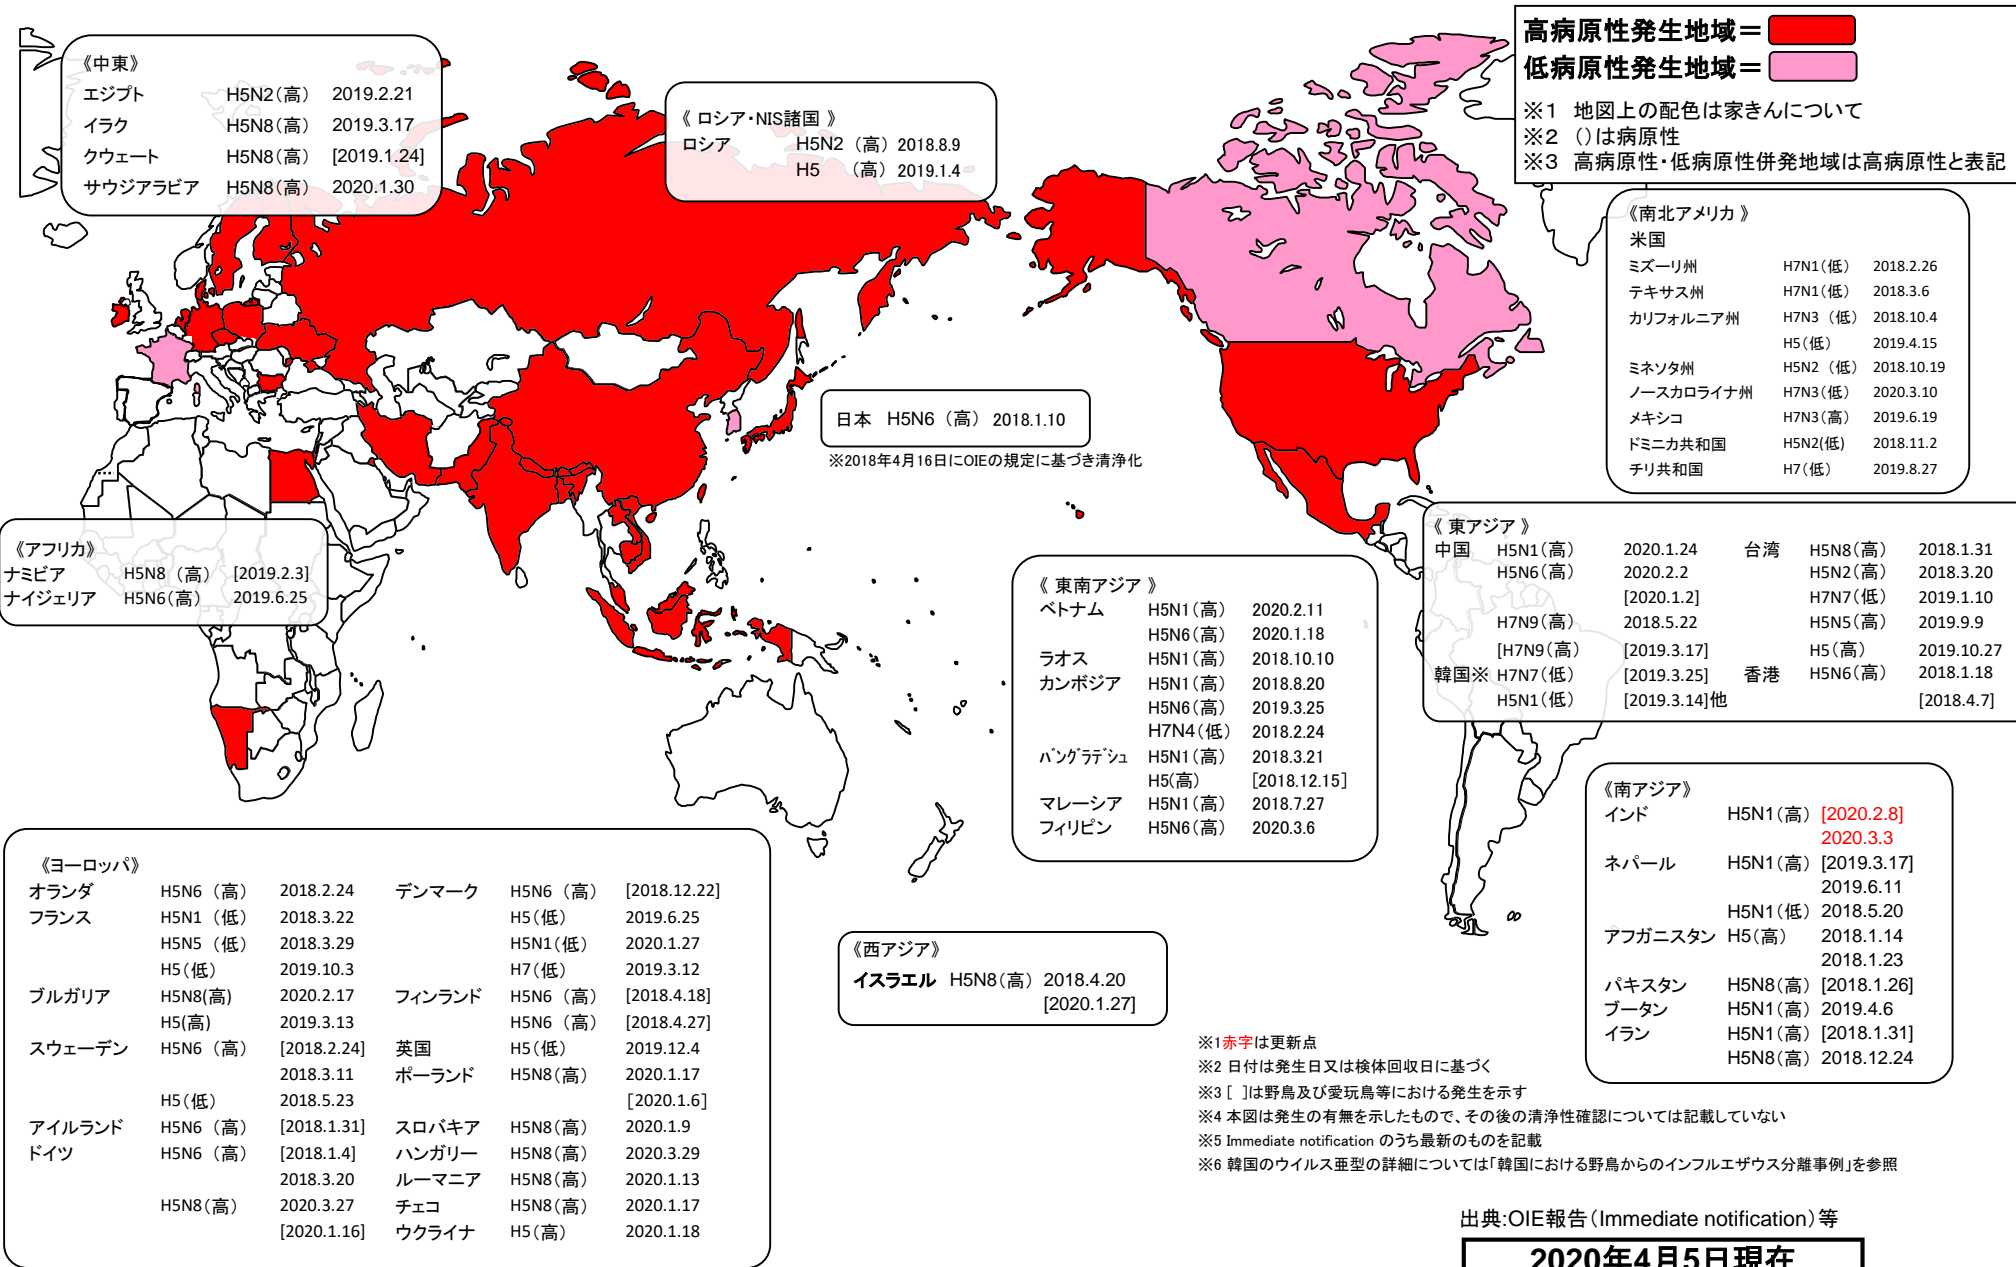 高病原性発生地域＝
低病原性発生地域＝
※1　地図上の配色は家きんについて
※2　()は病原性
※3　高病原性・低病原性併発地域は高病原性と表記
《中東》
エジプト H5N2(高) 2019.2.21
イラク H5N8(高) 2019.3.17
クウェート H5N8(高) [2019.1.24]
サウジアラビア H5N8(高) 2020.1.30
《 ロシア・NIS諸国 》
ロシア H5N2 (高) 2018.8.9
H5 (高) 2019.1.4
《南北アメリカ 》
米国
ミズーリ州 H7N1(低) 2018.2.26
テキサス州 H7N1(低) 2018.3.6
カリフォルニア州 H7N3 (低) 2018.10.4
H5(低) 2019.4.15
ミネソタ州 H5N2 (低) 2018.10.19
ノースカロライナ州 H7N3(低) 2020.3.10
メキシコ H7N3(高) 2019.6.19
ドミニカ共和国 H5N2(低) 2018.11.2
チリ共和国 H7(低) 2019.8.27
日本 H5N6 (高) 2018.1.10
※2018年4月16日にOIEの規定に基づき清浄化
《アフリカ》
ナミビア H5N8 (高) [2019.2.3]
ナイジェリア H5N6(高) 2019.6.25
《 東アジア 》
中国 H5N1(高) 2020.1.24 台湾 H5N8(高) 2018.1.31
H5N6(高) 2020.2.2 H5N2(高) 2018.3.20
[2020.1.2] H7N7(低) 2019.1.10
H7N9(高) 2018.5.22 H5N5(高) 2019.9.9
[H7N9(高) [2019.3.17] H5(高) 2019.10.27
韓国※ H7N7(低) [2019.3.25] 香港 H5N6(高) 2018.1.18
H5N1(低) [2019.3.14]他 [2018.4.7]
《 東南アジア 》
ベトナム H5N1(高) 2020.2.11
H5N6(高) 2020.1.18
ラオス H5N1(高) 2018.10.10
カンボジア H5N1(高) 2018.8.20
H5N6(高) 2019.3.25
H7N4(低) 2018.2.24
バングラデシュ H5N1(高) 2018.3.21
H5(高) [2018.12.15]
マレーシア H5N1(高) 2018.7.27
フィリピン H5N6(高) 2020.3.6
《南アジア》
インド H5N1(高) [2020.2.8]
2020.3.3
ネパール H5N1(高) [2019.3.17]
2019.6.11
H5N1(低) 2018.5.20
アフガニスタン H5(高) 2018.1.14
2018.1.23
パキスタン H5N8(高) [2018.1.26]
ブータン H5N1(高) 2019.4.6
イラン H5N1(高) [2018.1.31]
H5N8(高) 2018.12.24
《ヨーロッパ》
オランダ H5N6 (高) 2018.2.24 デンマーク H5N6 (高) [2018.12.22]
フランス H5N1 (低) 2018.3.22 H5(低) 2019.6.25
H5N5 (低) 2018.3.29 H5N1(低) 2020.1.27
H5(低) 2019.10.3 H7(低) 2019.3.12
ブルガリア H5N8(高) 2020.2.17 フィンランド H5N6 (高) [2018.4.18]
H5(高) 2019.3.13 H5N6 (高) [2018.4.27]
スウェーデン H5N6 (高) [2018.2.24] 英国 H5(低) 2019.12.4
2018.3.11 ポーランド H5N8(高) 2020.1.17
H5(低) 2018.5.23 [2020.1.6]
アイルランド H5N6 (高) [2018.1.31] スロバキア H5N8(高) 2020.1.9
ドイツ H5N6 (高) [2018.1.4] ハンガリー H5N8(高) 2020.3.29
2018.3.20 ルーマニア H5N8(高) 2020.1.13
H5N8(高) 2020.3.27 チェコ H5N8(高) 2020.1.17
[2020.1.16] ウクライナ H5(高) 2020.1.18
《西アジア》
イスラエル H5N8(高) 2018.4.20
[2020.1.27]
※1赤字は更新点
※2 日付は発生日又は検体回収日に基づく
※3 [ ]は野鳥及び愛玩鳥等における発生を示す
※4 本図は発生の有無を示したもので、その後の清浄性確認については記載していない
※5 Immediate notification のうち最新のものを記載
※6 韓国のウイルス亜型の詳細については「韓国における野鳥からのインフルエザウス分離事例」を参照
出典:OIE報告(Immediate notification)等
2020年4月5日現在